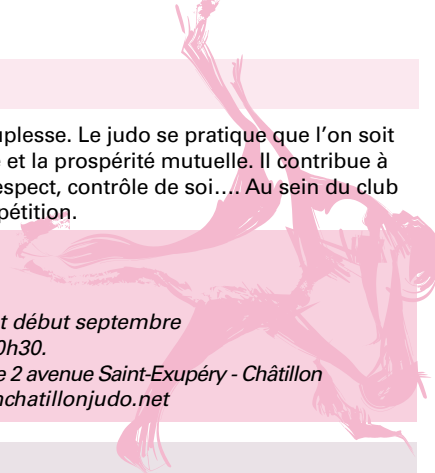 uplesse. Le judo se pratique que l’on soit
et la prospérité mutuelle. Il contribue à
espect, contrôle de soi…. Au sein du club
pétition.
t début septembre
0h30.
e 2 avenue Saint-Exupéry - Châtillon
nchatillonjudo.net